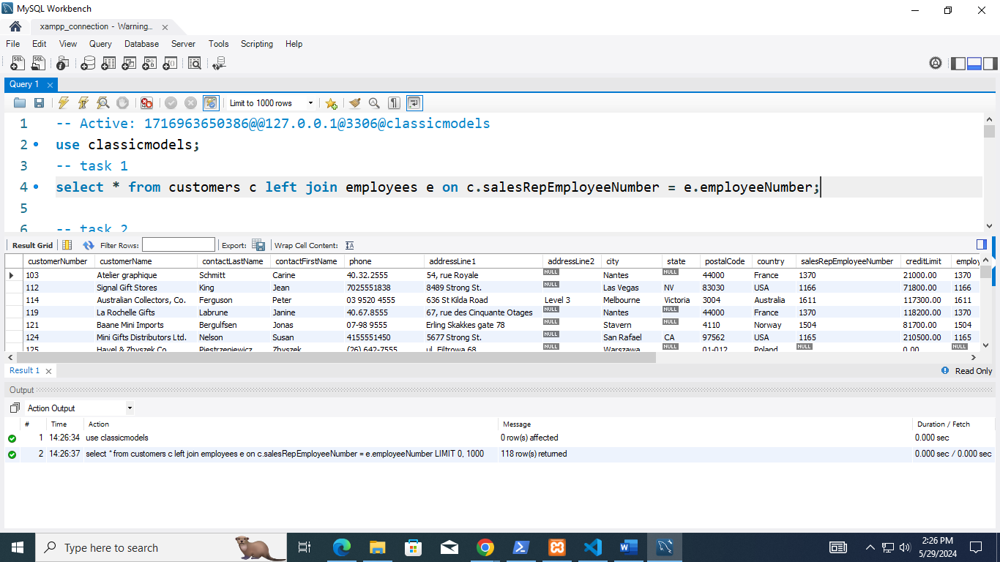 MySQL Workbench
xampp_connection - Warning...
File Edit View Query Database Server Tools Scripting Help
Query 1
Limit to 1000 rows
1 -- Active: 1716963650386@@127.0.0.1@3306@classicmodels
2 use classicmodels;
3 -- task 1
4 select * from customers c left join employees e on c.salesRepEmployeeNumber = e.employeeNumber;
5
6 -- task 2
Result Grid Filter Rows: Export: Wrap Cell Content:
customerNumber customerName contactLastName contactFirstName phone addressLine1 addressLine2 city state postalCode country salesRepEmployeeNumber creditLimit employ
103 Atelier graphique Schmitt Carine 40.32.2555 54, rue Royale NULL Nantes NULL 44000 France 1370 21000.00 1370
112 Signal Gift Stores King Jean 7025551838 8489 Strong St. NULL Las Vegas NV 83030 USA 1166 71800.00 1166
114 Australian Collectors, Co. Ferguson Peter 03 9520 4555 636 St Kilda Road Level 3 Melbourne Victoria 3004 Australia 1611 117300.00 1611
119 La Rochelle Gifts Labrune Janine 40.67.8555 67, rue des Cinquante Otages NULL Nantes NULL 44000 France 1370 118200.00 1370
121 Baane Mini Imports Bergulfsen Jonas 07-98 9555 Erling Skakkes gate 78 NULL Stavern NULL 4110 Norway 1504 81700.00 1504
124 Mini Gifts Distributors Ltd. Nelson Susan 4155551450 5677 Strong St. NULL San Rafael CA 97562 USA 1165 210500.00 1165
125 Havel & Zbyszek Co Piestrzeniewicz Zbyszek (26) 642-7555 ul. Filtrowa 68 NULL Warszawa NULL 01-012 Poland NULL 0.00 NULL
Result 1 Read Only
Output
Action Output
# Time Action Message Duration / Fetch
1 14:26:34 use classicmodels 0 row(s) affected 0.000 sec
2 14:26:37 select * from customers c left join employees e on c.salesRepEmployeeNumber = e.employeeNumber LIMIT 0, 1000 118 row(s) returned 0.000 sec / 0.000 sec
Type here to search
2:26 PM
5/29/2024